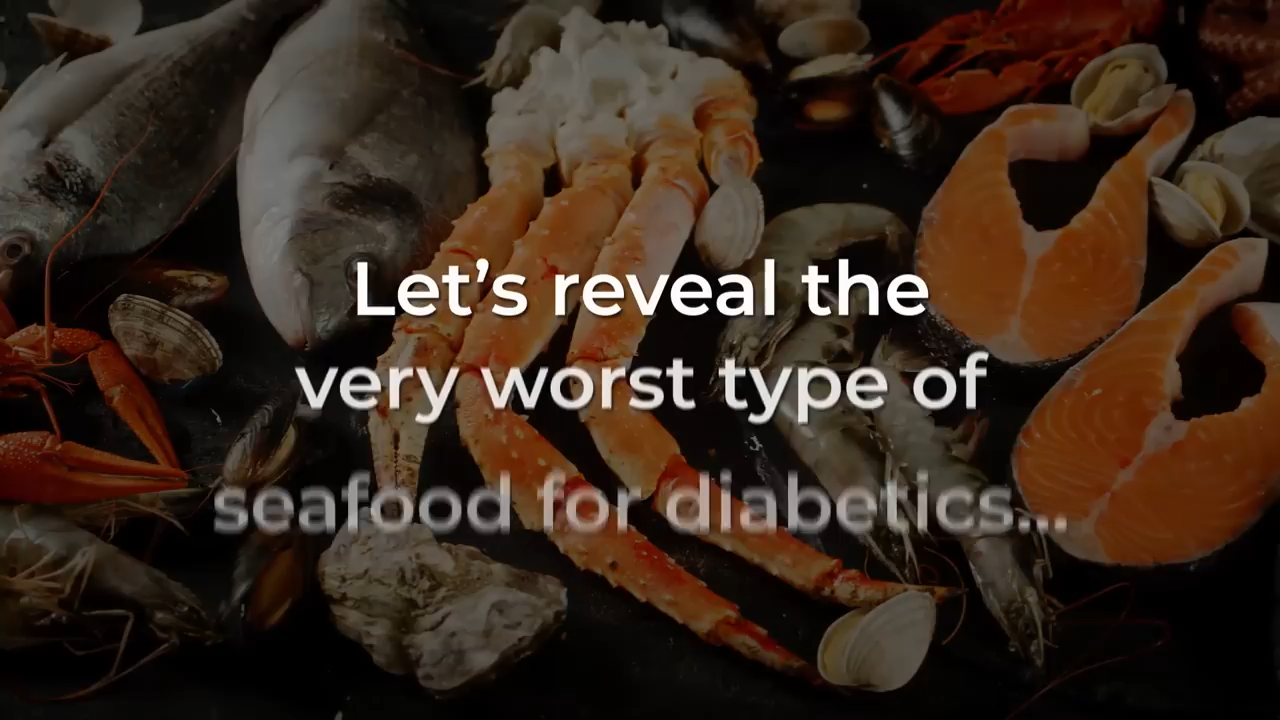 Let’s reveal the
very worst type of
seafood for diabetics...